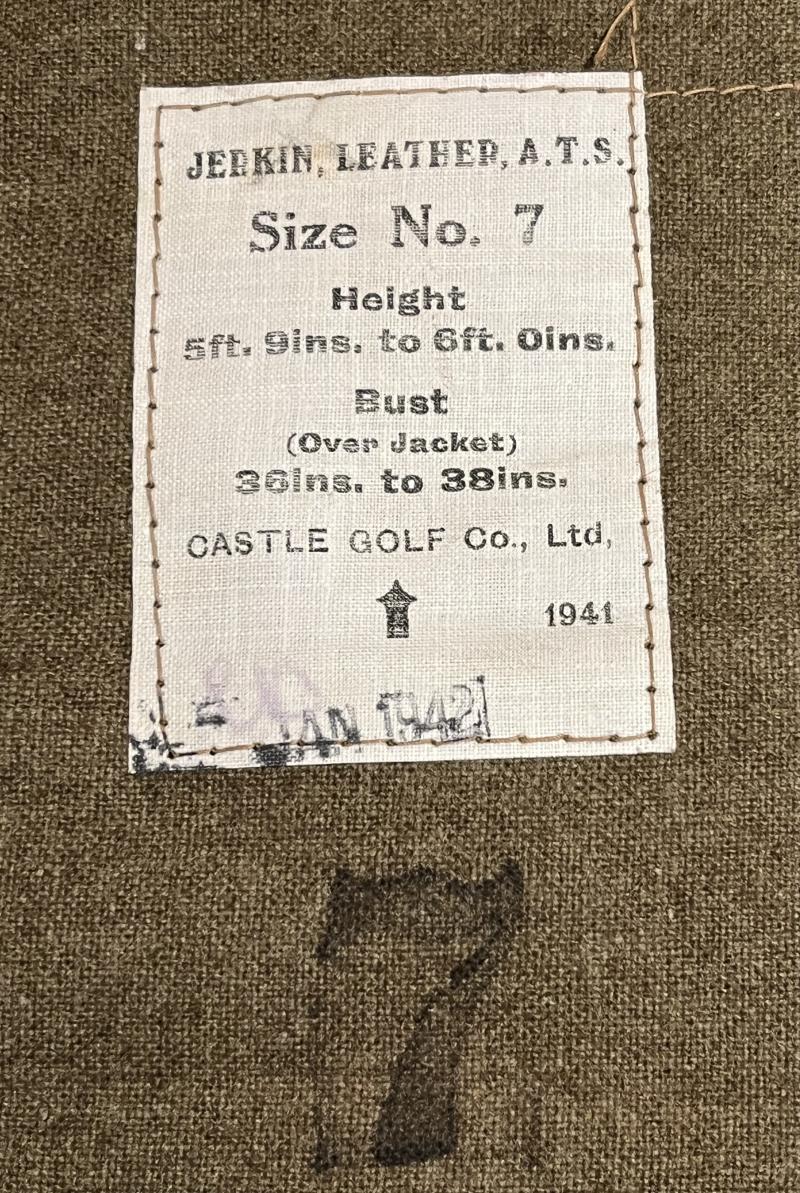 JERKIN, LEATHER, A.T.S.
Size No. 7
Height
5ft. 9ins. to 6ft. 0ins.
Bust
(Over Jacket)
36ins. to 38ins.
CASTLE GOLF Co., Ltd,
1941
JAN 1942
7